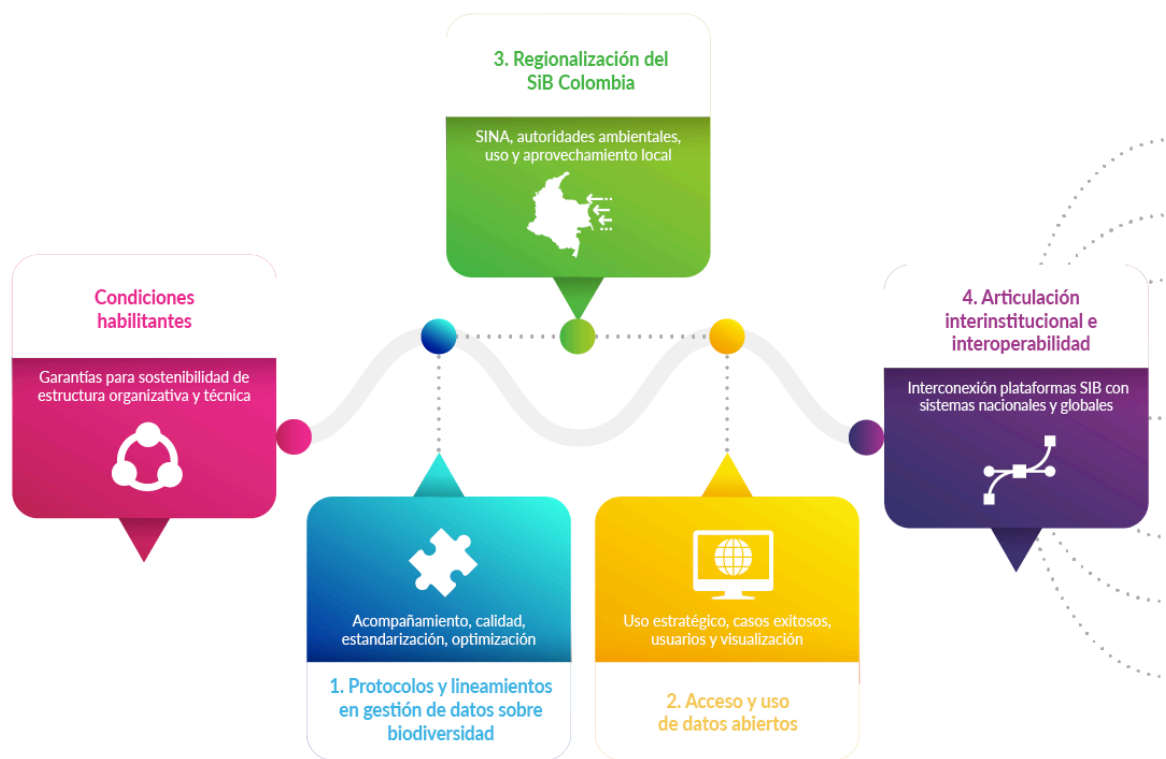 3. Regionalización del
SiB Colombia
SINA, autoridades ambientales,
uso y aprovechamiento local
Condiciones
habilitantes
Garantías para sostenibilidad de
estructura organizativa y técnica
4. Articulación
interinstitucional e
interoperabilidad
Interconexión plataformas SIB con
sistemas nacionales y globales
Acompañamiento, calidad,
estandarización, optimización
1. Protocolos y lineamientos
en gestión de datos sobre
biodiversidad
Uso estratégico, casos exitosos,
usuarios y visualización
2. Acceso y uso
de datos abiertos